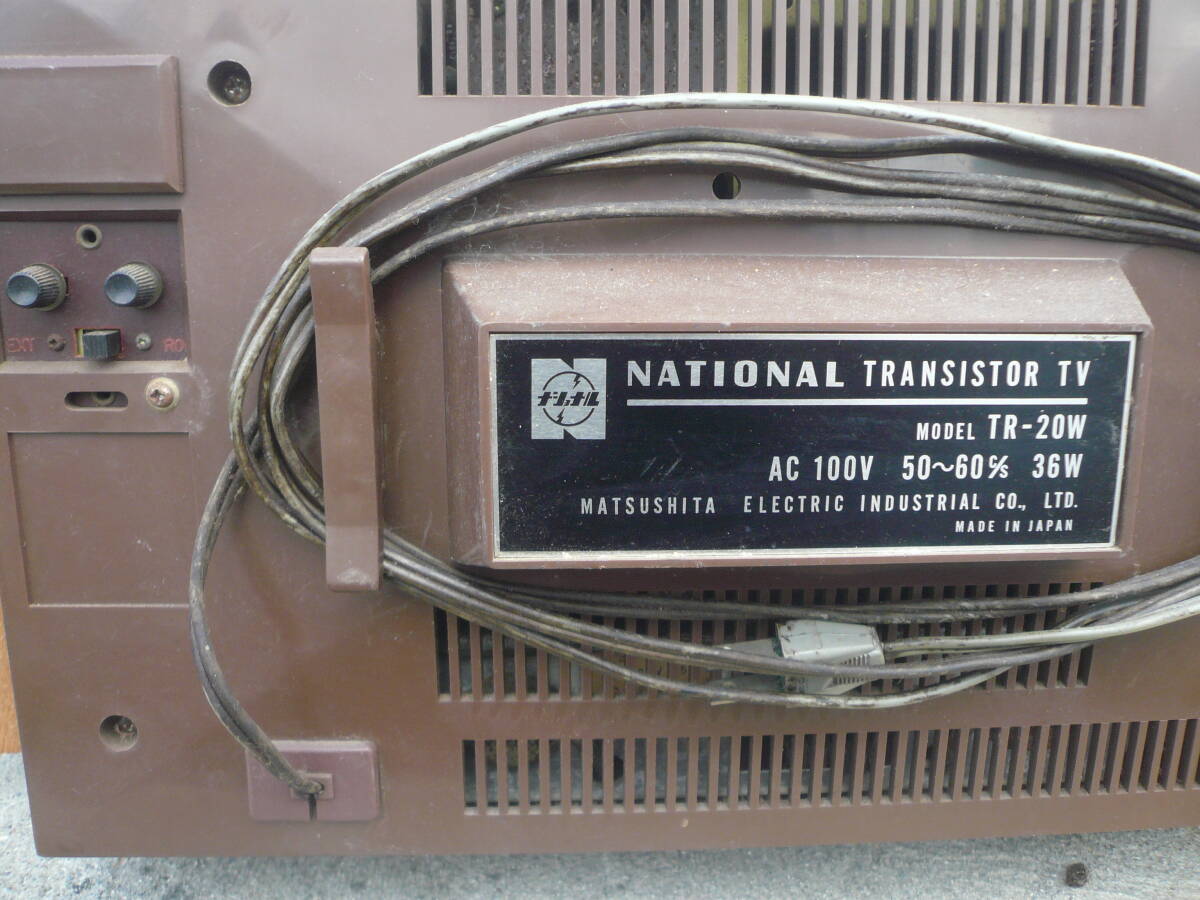 ナショナル
NATIONAL TRANSISTOR TV
MODEL TR-20W
AC 100V 50~60 c/s 36W
MATSUSHITA ELECTRIC INDUSTRIAL CO., LTD.
MADE IN JAPAN
EXT